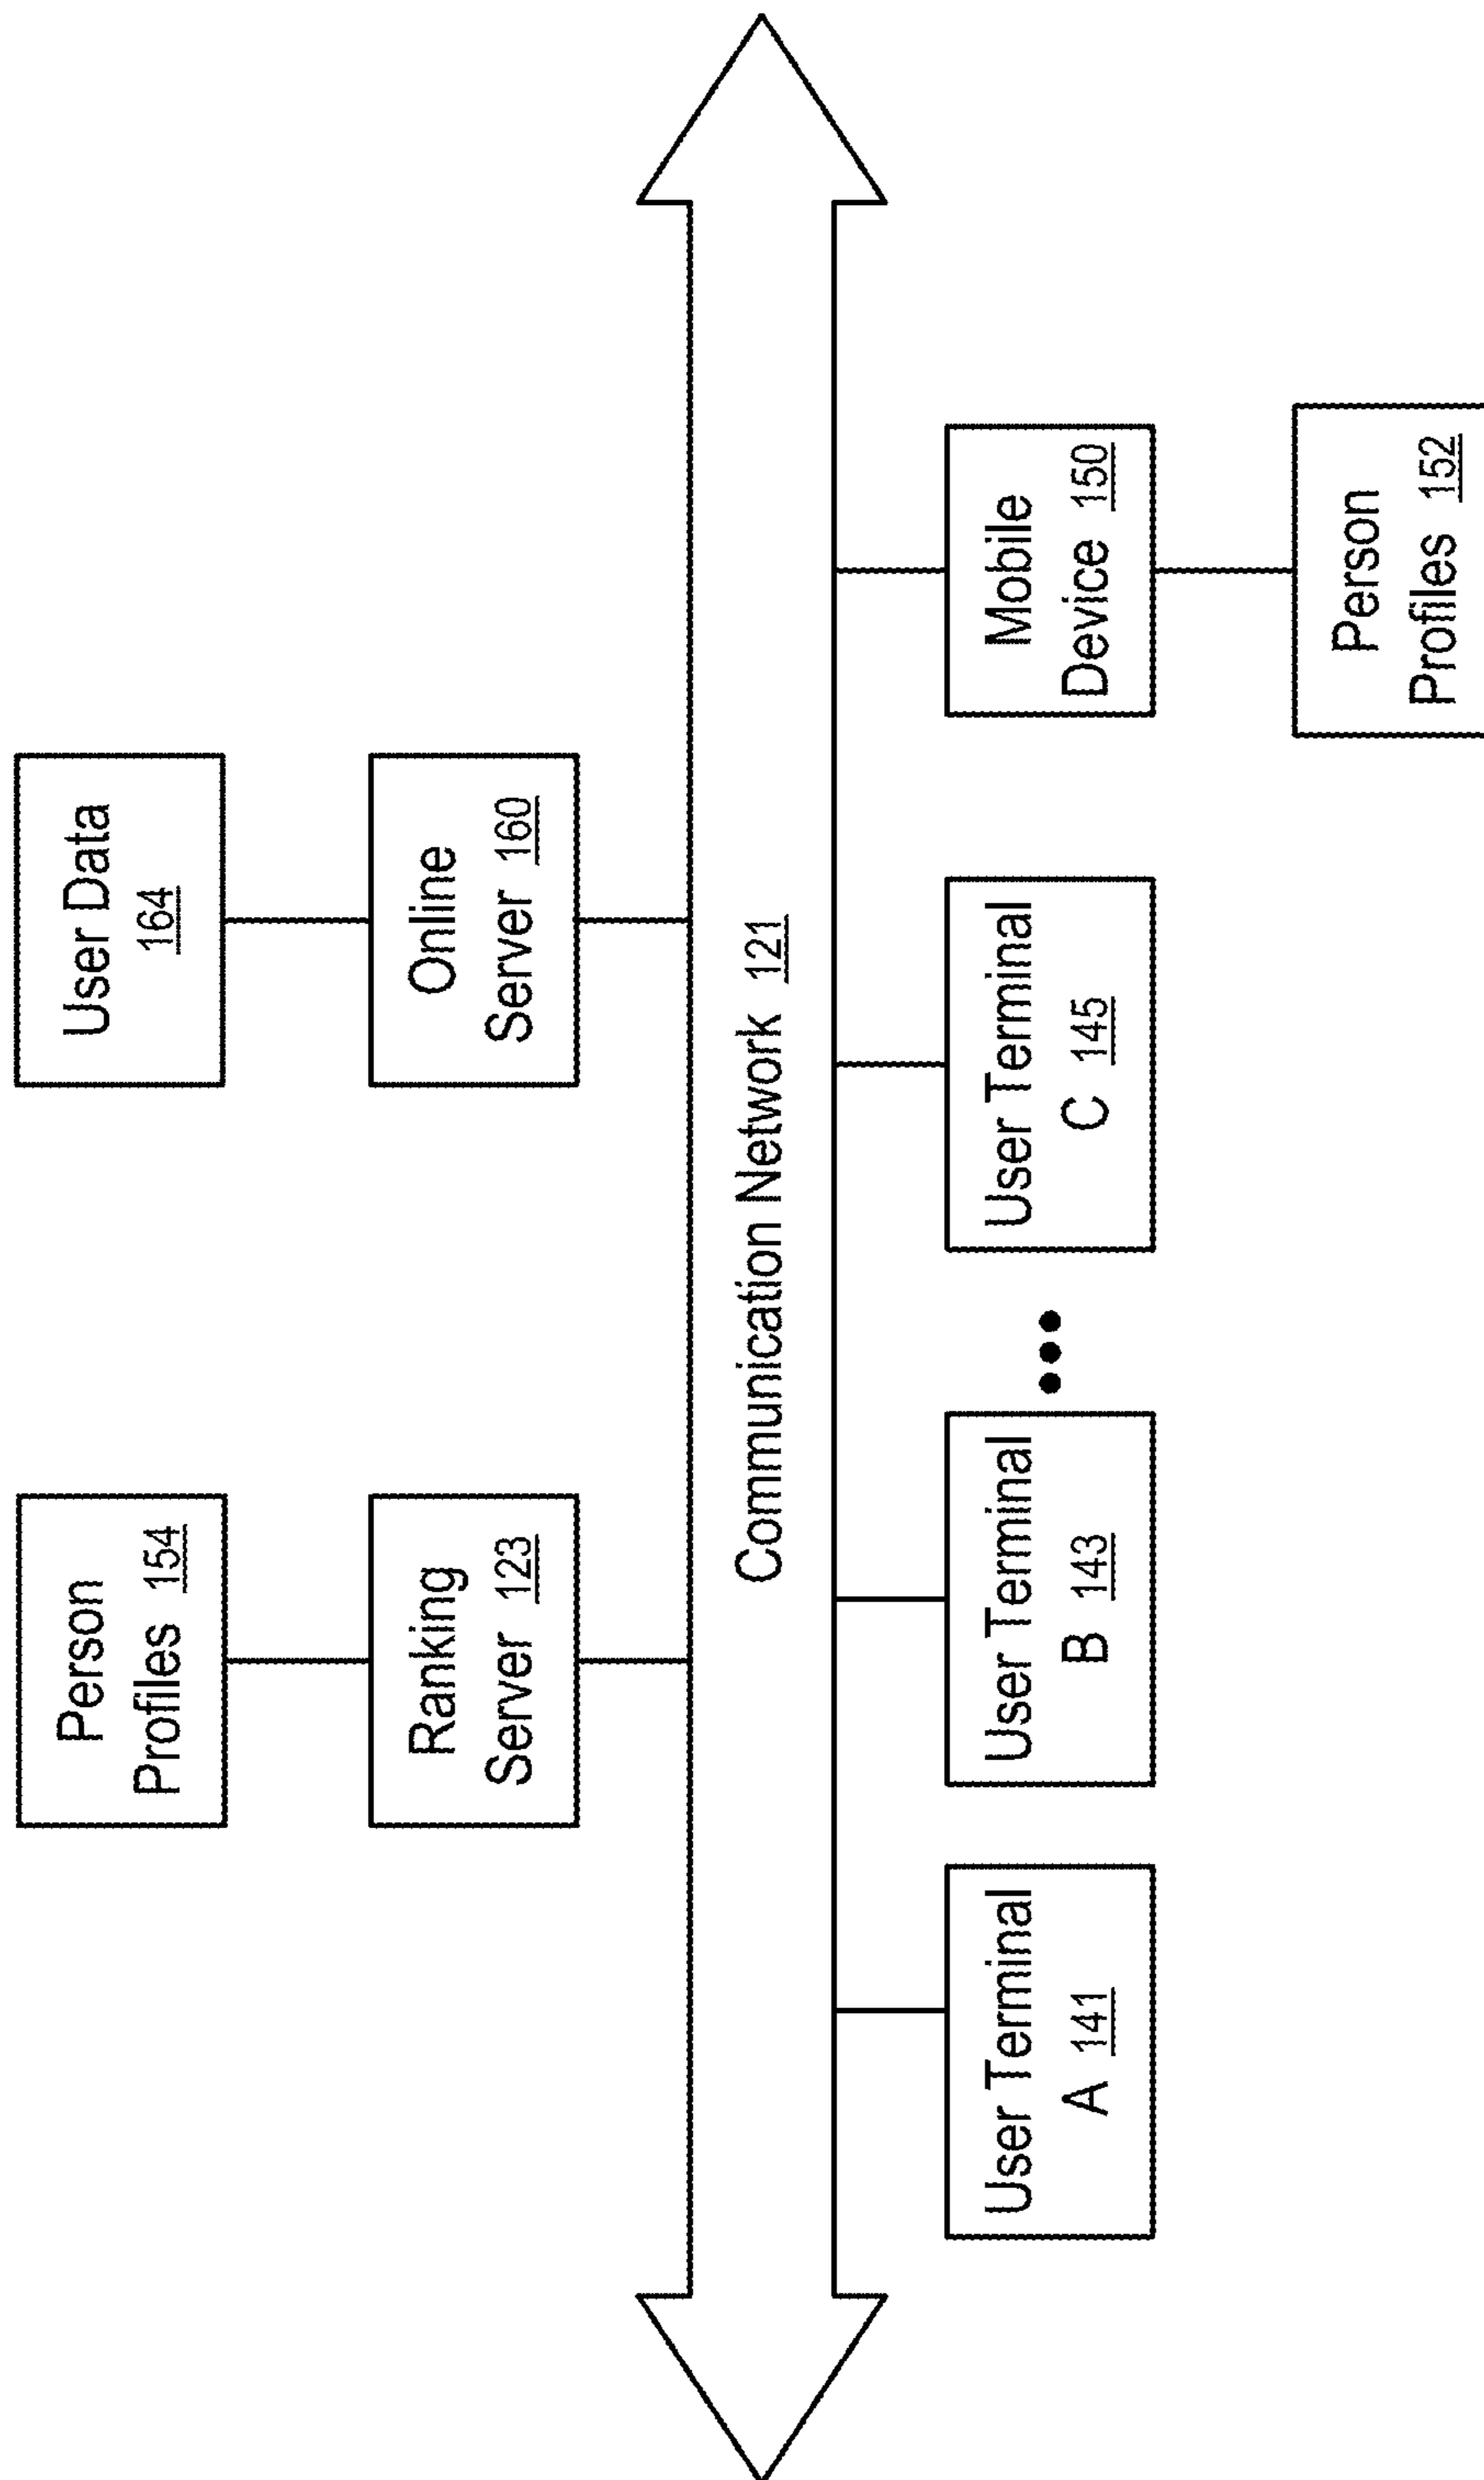 Person
Profiles 154
User Data
164
Ranking
Server 123
Online
Server 160
Communication Network 121
User Terminal
A 141
User Terminal
B 143
User Terminal
C 145
Mobile
Device 150
Person
Profiles 152